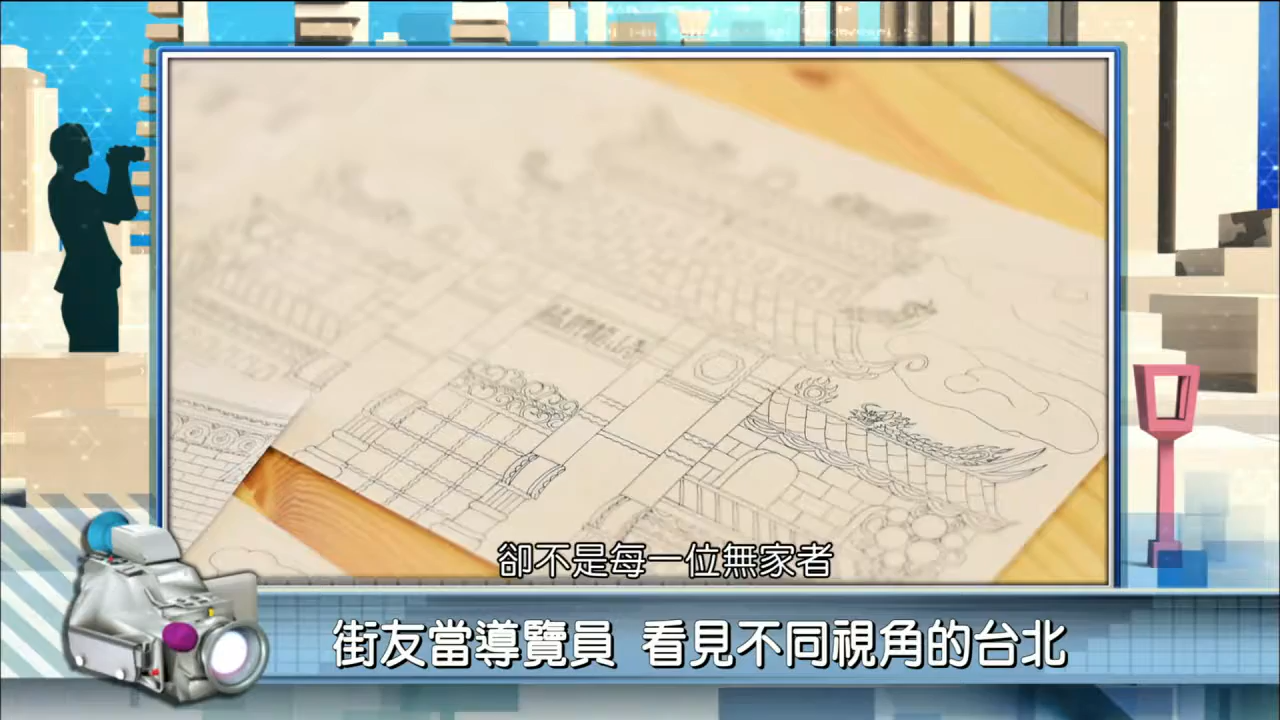 卻不是每一位無家者
街友當導覽員 看見不同視角的台北